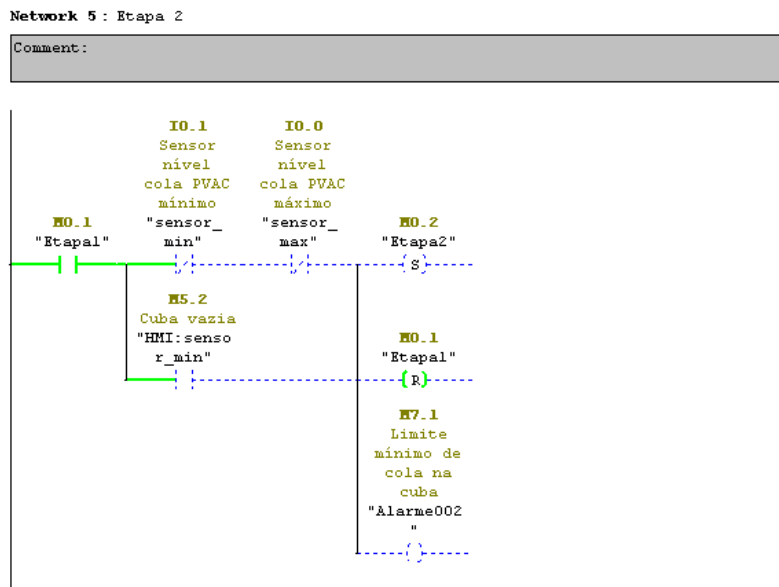 Network 5 : Etapa 2
Comment:
I0.1
Sensor
nível
cola PVAC
mínimo
"sensor_
min"
I0.0
Sensor
nível
cola PVAC
máximo
"sensor_
max"
M0.1
"Etapa1"
M0.2
"Etapa2"
S
M5.2
Cuba vazia
"HMI:senso
r_min"
M0.1
"Etapa1"
R
M7.1
Limite
mínimo de
cola na
cuba
"Alarme002
"